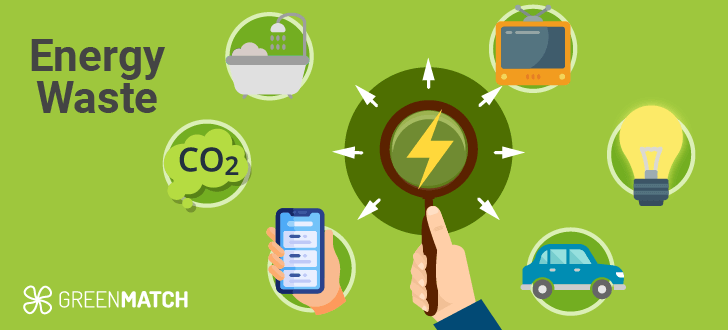 Energy
Waste
CO2
GREENMATCH